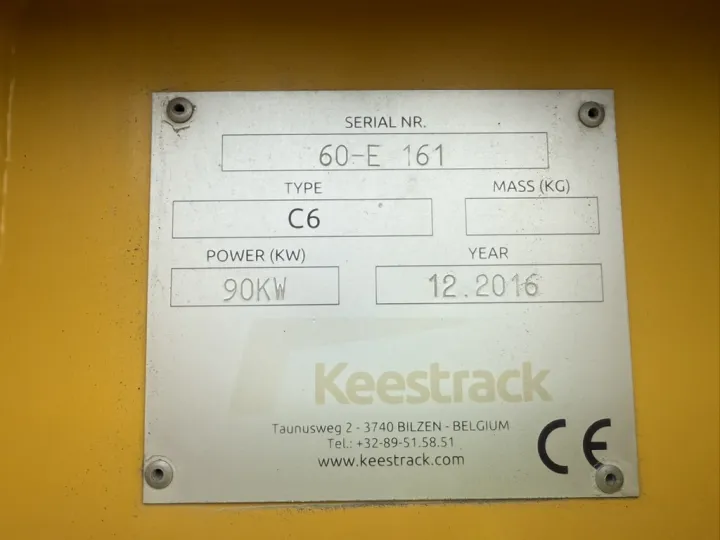 SERIAL NR.
60-E 161
TYPE
MASS (KG)
C6
POWER (KW)
YEAR
90KW
12.2016
Keestrack
Taunusweg 2 - 3740 BILZEN - BELGIUM
Tel.: +32-89-51.58.51
www.keestrack.com
CE